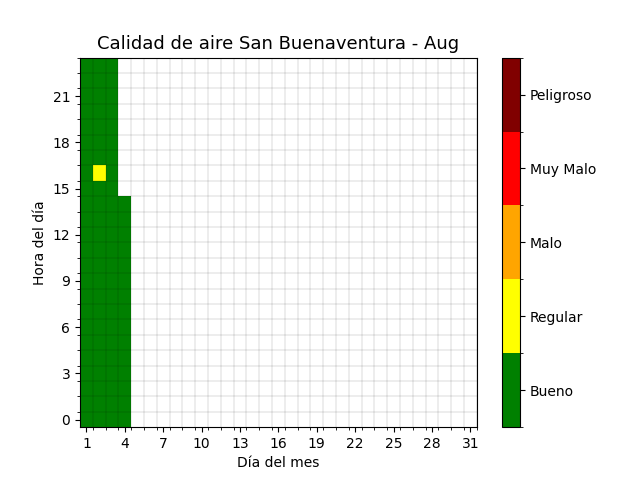 Calidad de aire San Buenaventura - Aug
Hora del día
21
18
15
12
9
6
3
0
1 4 7 10 13 16 19 22 25 28 31
Día del mes
Peligroso
Muy Malo
Malo
Regular
Bueno